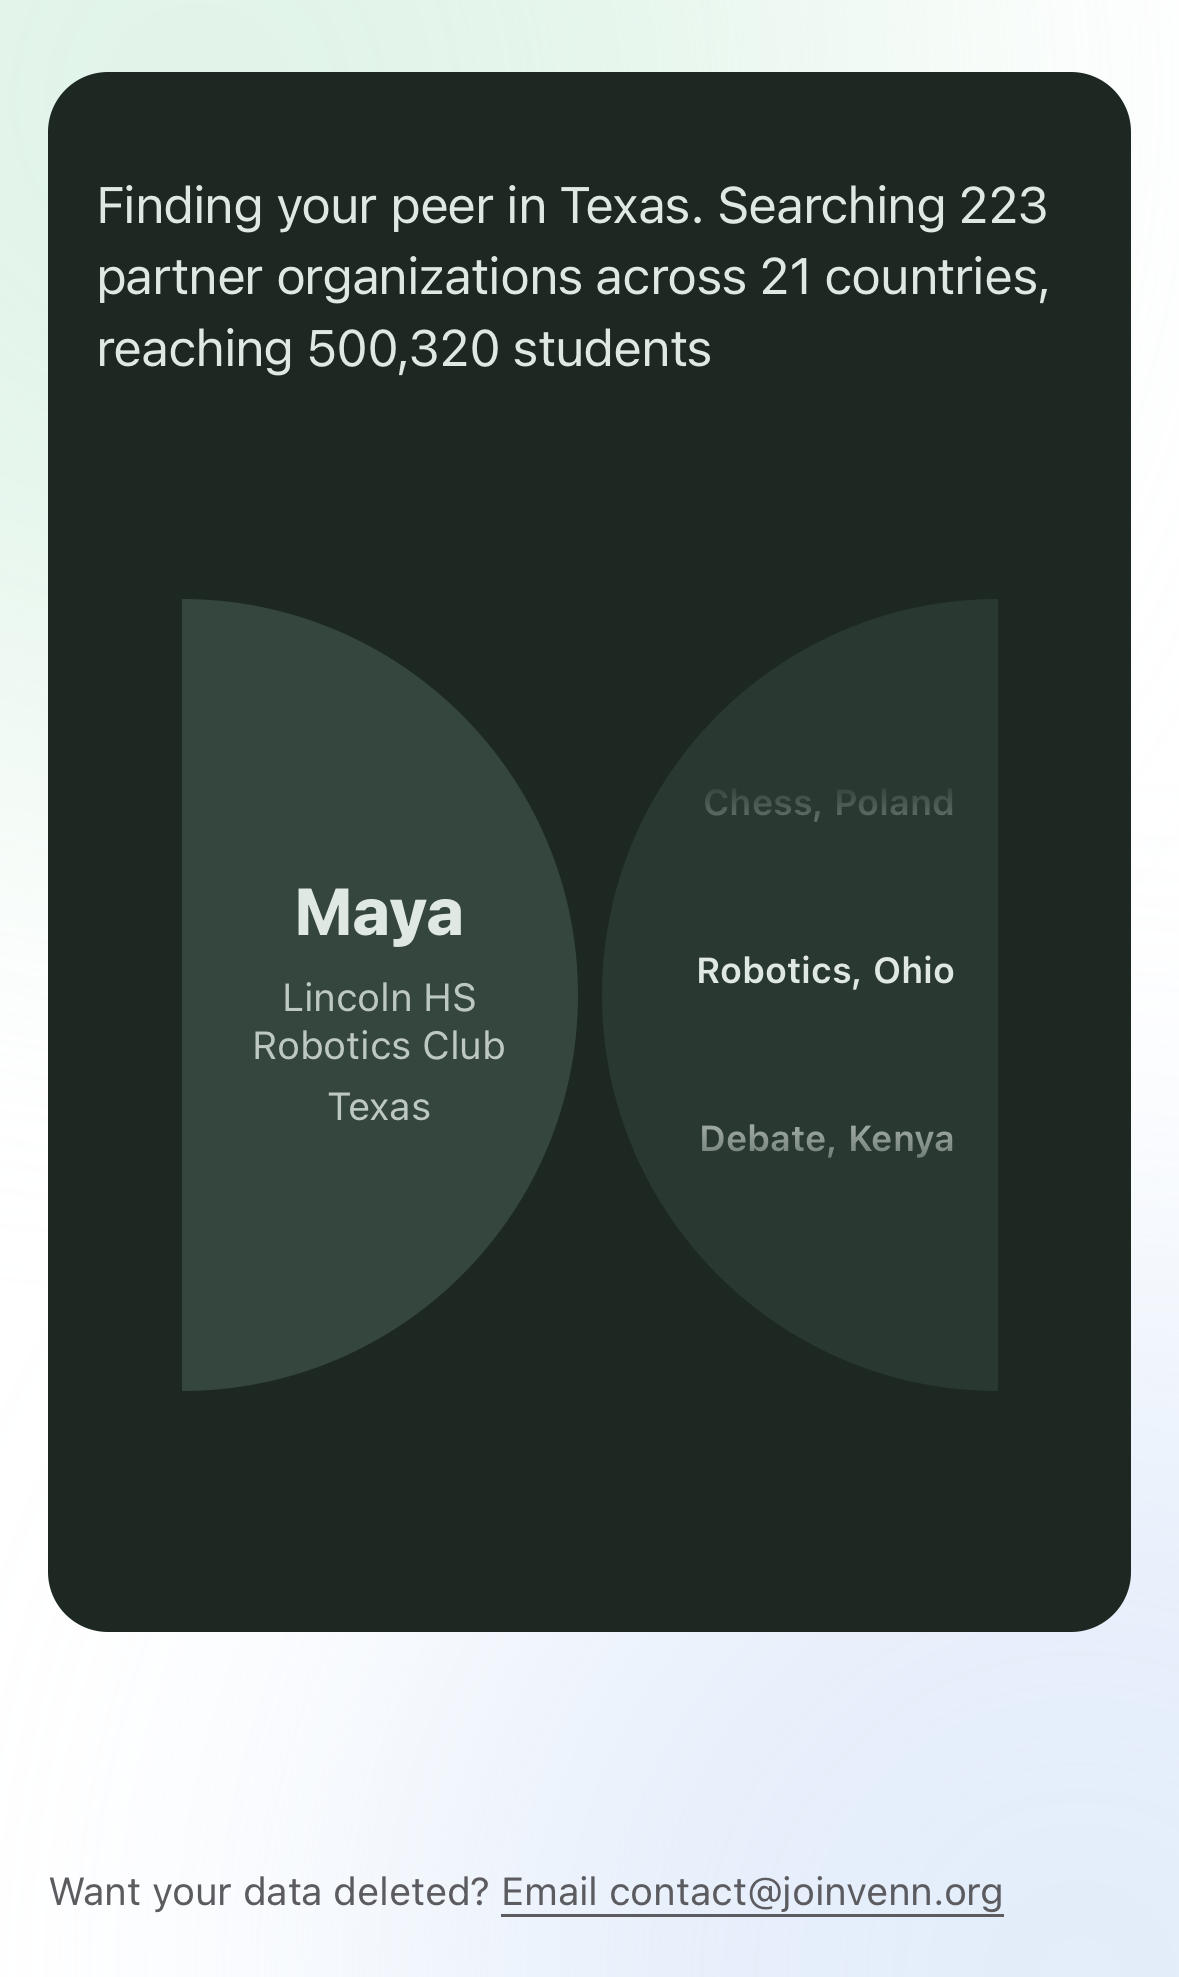 Finding your peer in Texas. Searching 223
partner organizations across 21 countries,
reaching 500,320 students
Maya
Lincoln HS
Robotics Club
Texas
Chess, Poland
Robotics, Ohio
Debate, Kenya
Want your data deleted? Email contact@joinvenn.org